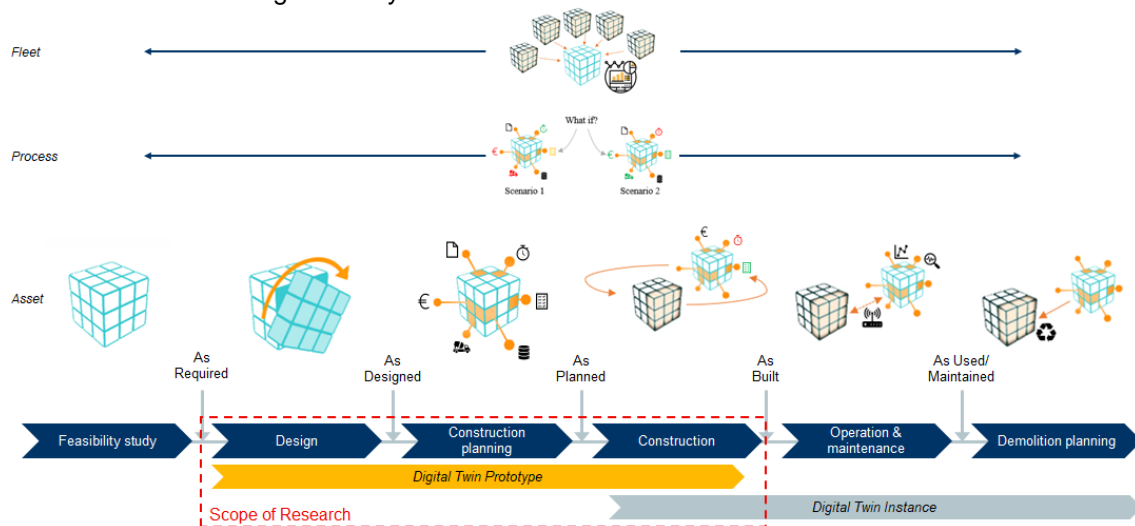 Fleet
What if?
Process
€
€
Scenario 1
Scenario 2
€
€
Asset
As
Required
As
Designed
As
Planned
As
Built
As Used/
Maintained
Feasibility study
Design
Construction
planning
Construction
Operation &
maintenance
Demolition planning
Digital Twin Prototype
Digital Twin Instance
Scope of Research